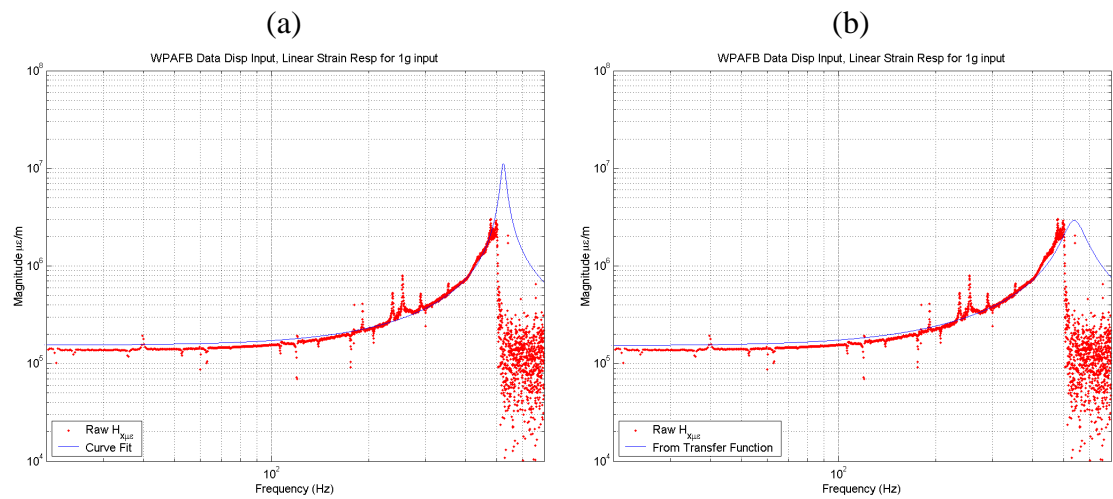 (a)
WPAFB Data Disp Input, Linear Strain Resp for 1g input
10^8
10^7
10^6
10^5
10^4
Magnitude με/m
Raw H_xμε
Curve Fit
10^2
Frequency (Hz)
(b)
WPAFB Data Disp Input, Linear Strain Resp for 1g input
10^8
10^7
10^6
10^5
10^4
Magnitude με/m
Raw H_xμε
From Transfer Function
10^2
Frequency (Hz)